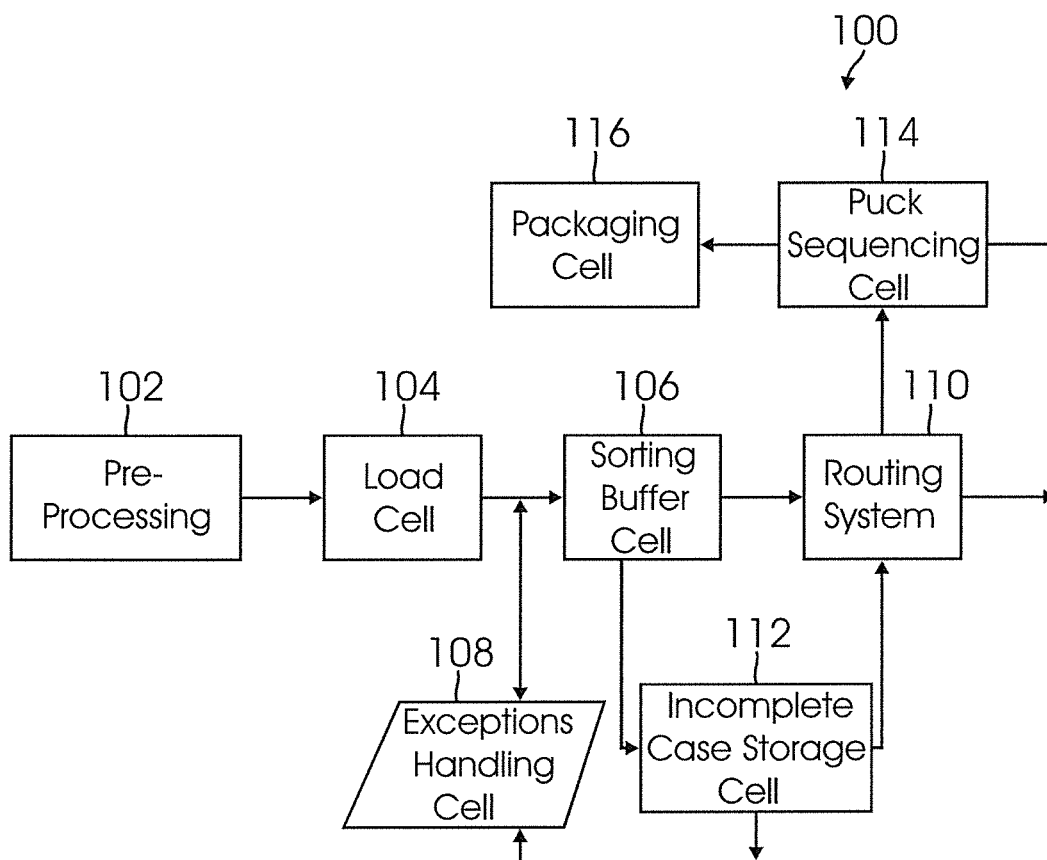 100
116
114
Packaging
Cell
Puck
Sequencing
Cell
102
104
106
110
Pre-
Processing
Load
Cell
Sorting
Buffer
Cell
Routing
System
108
112
Exceptions
Handling
Cell
Incomplete
Case Storage
Cell